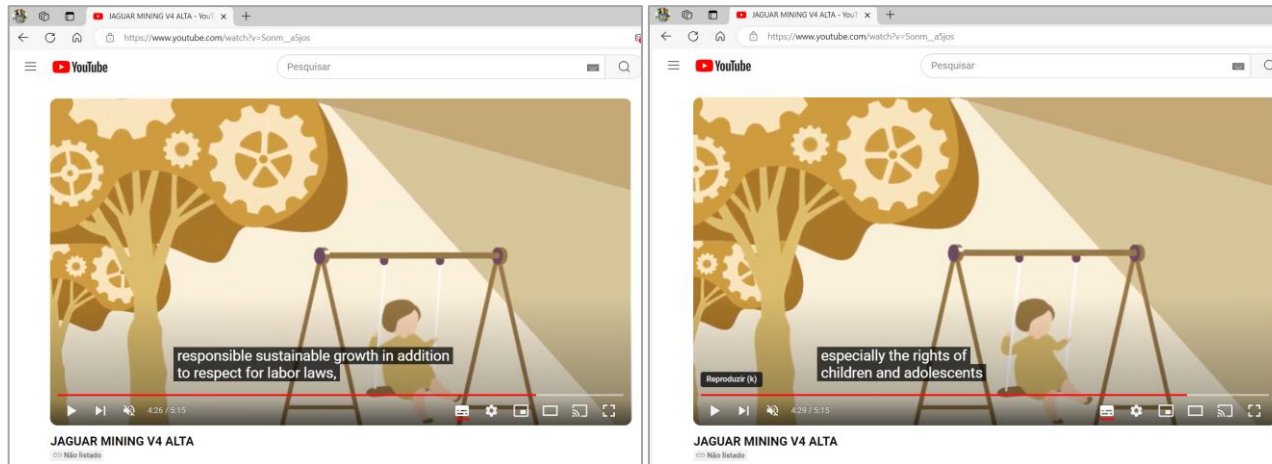 JAGUAR MINING V4 ALTA - YouT
https://www.youtube.com/watch?v=Sonm__a5jos
YouTube
Pesquisar
responsible sustainable growth in addition
to respect for labor laws,
4:26 / 5:15
JAGUAR MINING V4 ALTA
Não listado
JAGUAR MINING V4 ALTA - YouT
https://www.youtube.com/watch?v=Sonm__a5jos
YouTube
Pesquisar
especially the rights of
children and adolescents
Reproduzir (k)
4:29 / 5:15
JAGUAR MINING V4 ALTA
Não listado